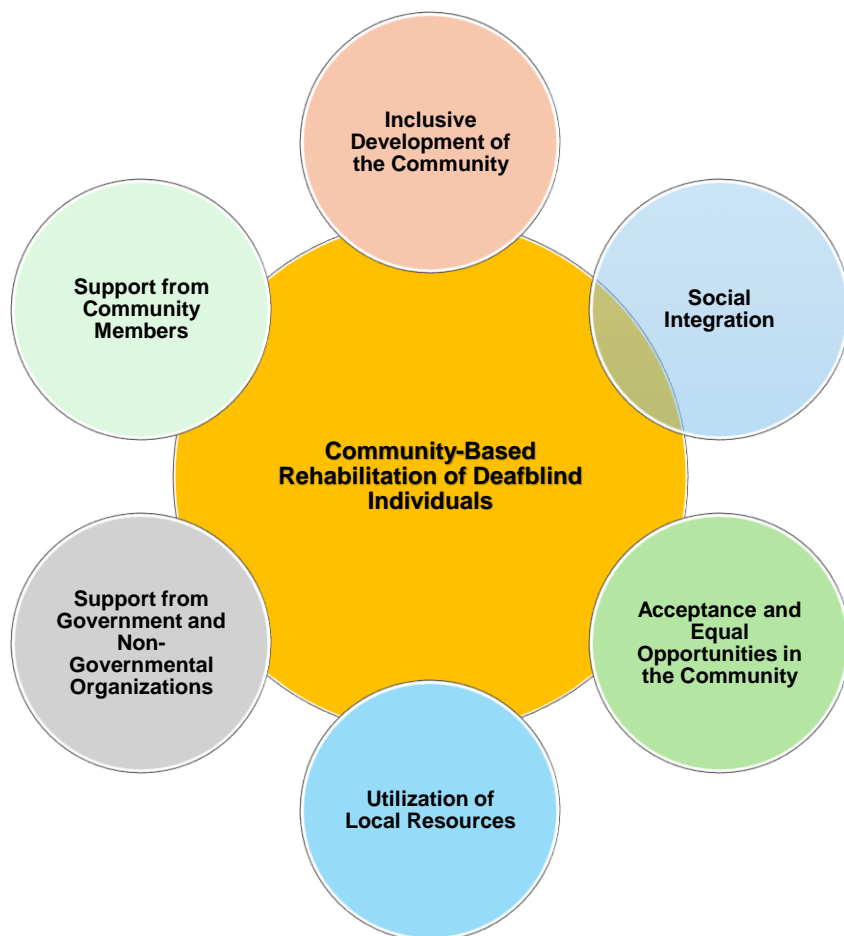 Inclusive
Development of
the Community
Support from
Community
Members
Social
Integration
Community-Based
Rehabilitation of Deafblind
Individuals
Support from
Government and
Non-
Governmental
Organizations
Acceptance and
Equal
Opportunities in
the Community
Utilization of
Local Resources